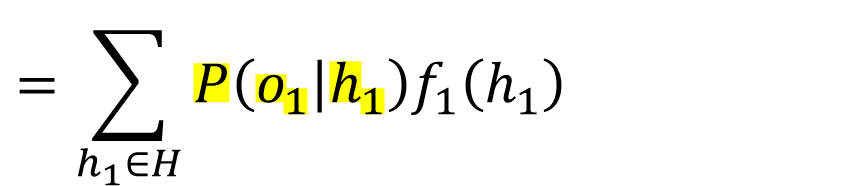 = ∑ P(o₁|h₁)f₁(h₁)
h₁∈H